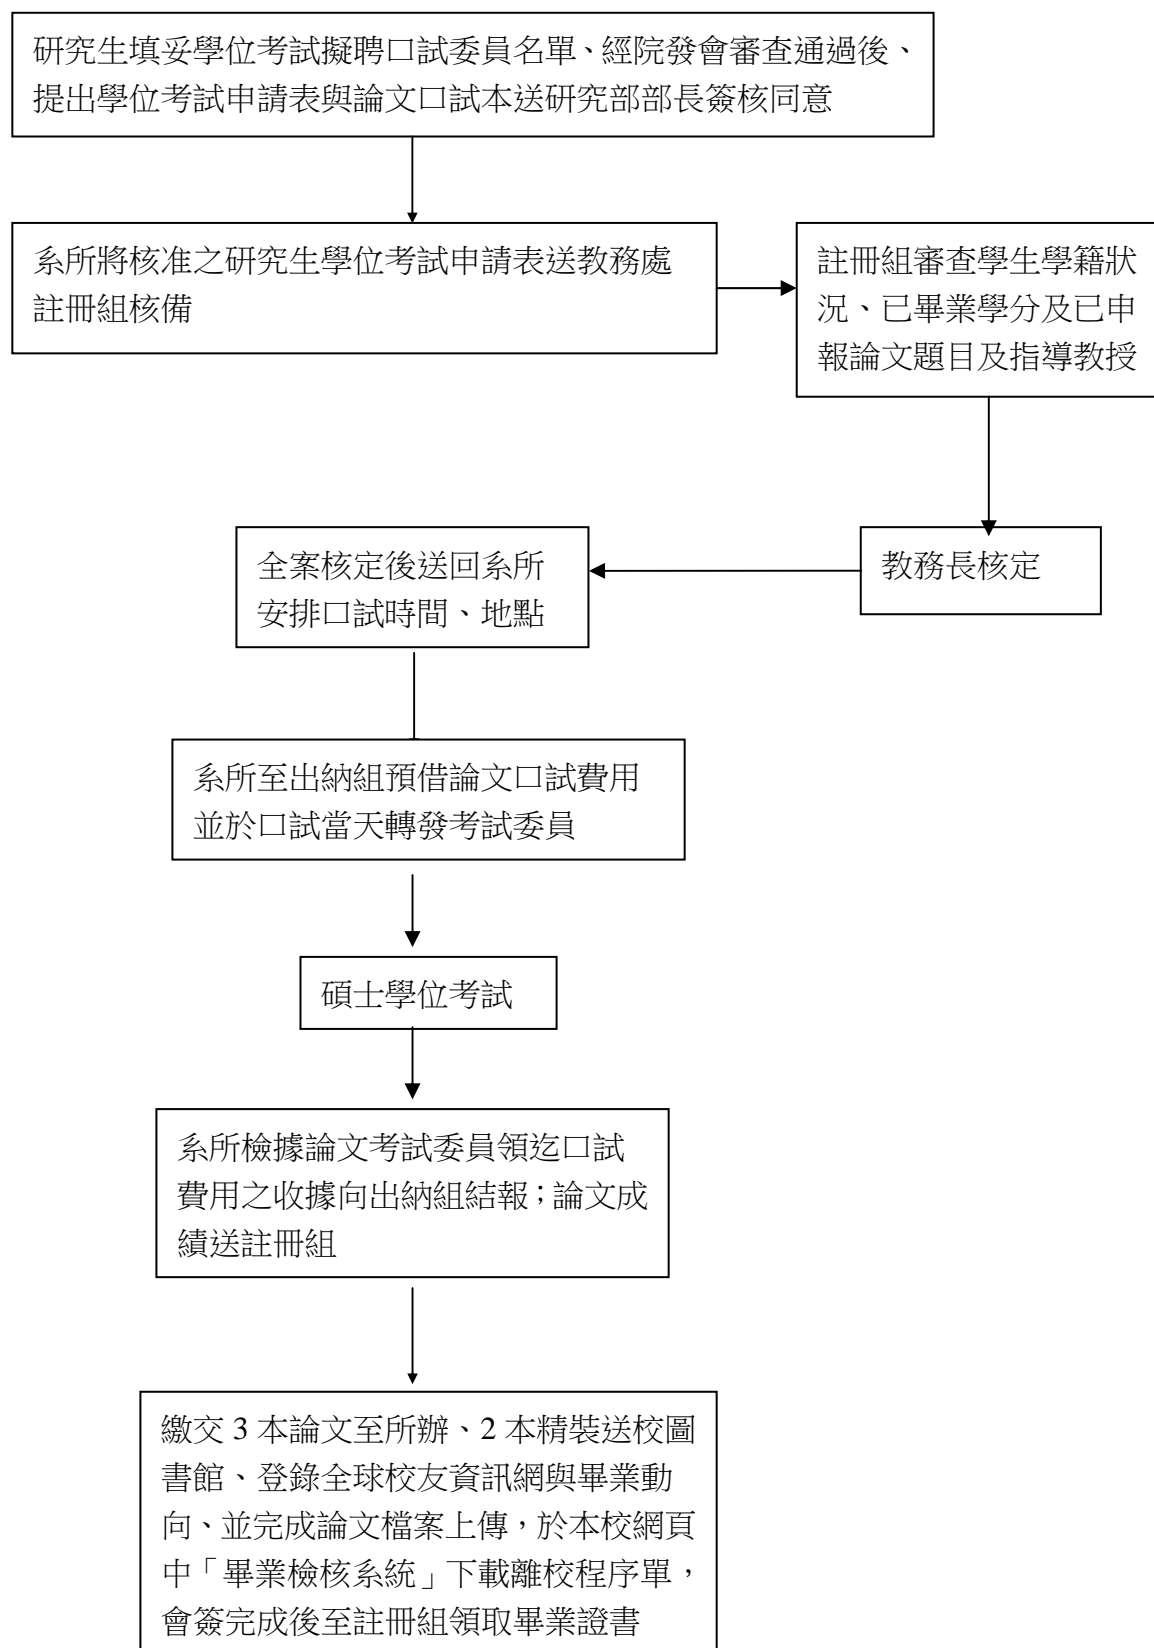 研究生填妥學位考試擬聘口試委員名單、經院發會審查通過後、
提出學位考試申請表與論文口試本送研究部部長簽核同意
系所將核准之研究生學位考試申請表送教務處
註冊組核備
註冊組審查學生學籍狀
況、已畢業學分及已申
報論文題目及指導教授
教務長核定
全案核定後送回系所
安排口試時間、地點
系所至出納組預借論文口試費用
並於口試當天轉發考試委員
碩士學位考試
系所檢據論文考試委員領迄口試
費用之收據向出納組結報；論文成
績送註冊組
繳交 3 本論文至所辦、2 本精裝送校圖
書館、登錄全球校友資訊網與畢業動
向、並完成論文檔案上傳，於本校網頁
中「畢業檢核系統」下載離校程序單，
會簽完成後至註冊組領取畢業證書